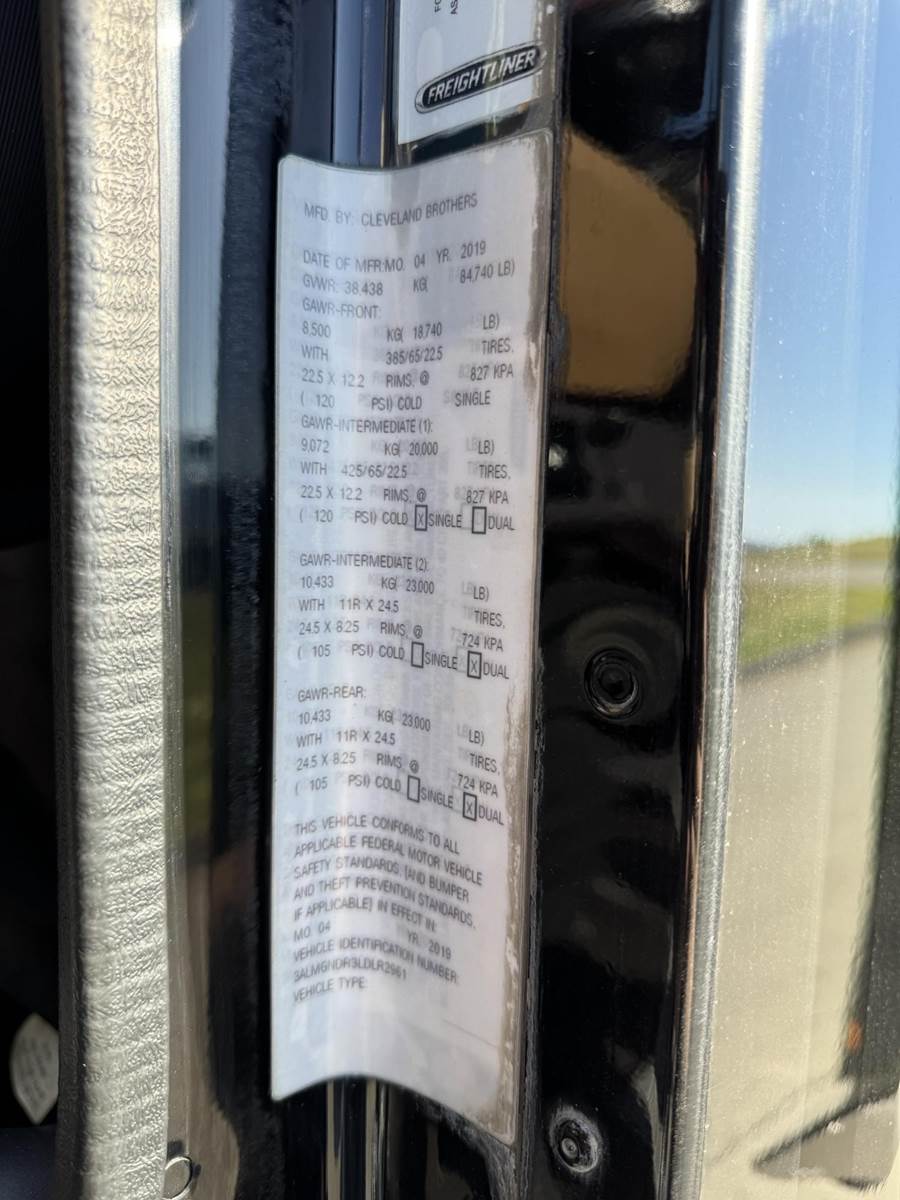 FREIGHTLINER
MFD. BY: CLEVELAND BROTHERS
DATE OF MFR:MO. 04 YR. 2019
GVWR: 38,438 KG( 84,740 LB)
GAWR-FRONT:
8,500 KG( 18,740 LB)
WITH 385/65/22.5 TIRES,
22.5 X 12.2 RIMS, @ 827 KPA
( 120 PSI) COLD SINGLE
GAWR-INTERMEDIATE (1):
9,072 KG( 20,000 LB)
WITH 425/65/22.5 TIRES,
22.5 X 12.2 RIMS, @ 827 KPA
( 120 PSI) COLD X SINGLE DUAL
GAWR-INTERMEDIATE (2):
10,433 KG( 23,000 LB)
WITH 11R X 24.5 TIRES,
24.5 X 8.25 RIMS, @ 724 KPA
( 105 PSI) COLD SINGLE X DUAL
GAWR-REAR:
10,433 KG( 23,000 LB)
WITH 11R X 24.5 TIRES,
24.5 X 8.25 RIMS, @ 724 KPA
( 105 PSI) COLD SINGLE X DUAL
THIS VEHICLE CONFORMS TO ALL
APPLICABLE FEDERAL MOTOR VEHICLE
SAFETY STANDARDS, [AND BUMPER
AND THEFT PREVENTION STANDARDS,
IF APPLICABLE] IN EFFECT IN:
MO. 04 YR. 2019
VEHICLE IDENTIFICATION NUMBER:
3ALMGNDR3LDLR2961
VEHICLE TYPE: